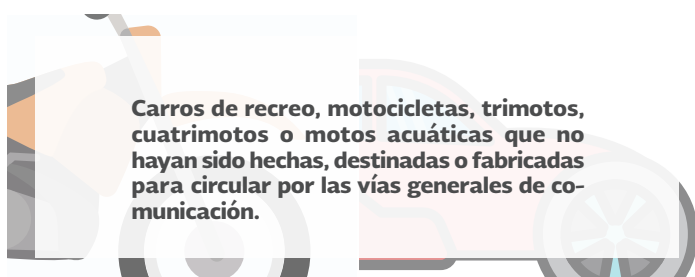 Carros de recreo, motocicletas, trimotos,
cuatrimotos o motos acuáticas que no
hayan sido hechas, destinadas o fabricadas
para circular por las vías generales de co-
municación.